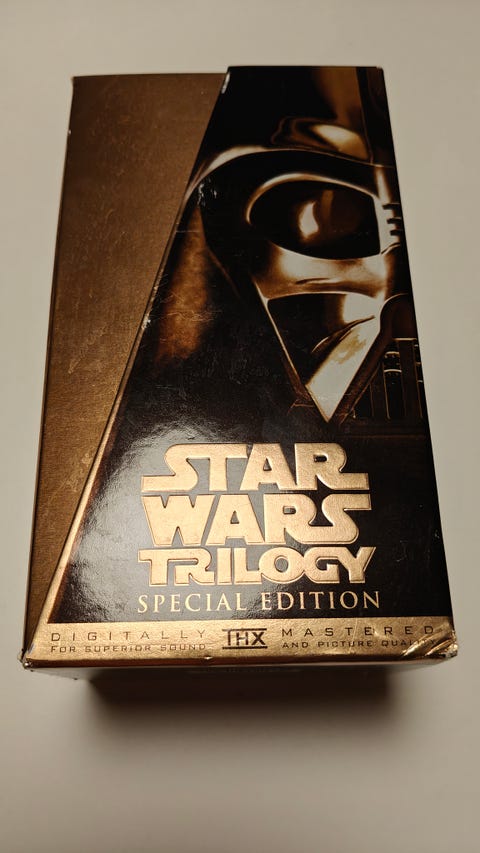 STAR
WARS
TRILOGY
SPECIAL EDITION
DIGITALLY THX MASTERED
FOR SUPERIOR SOUND AND PICTURE QUALITY